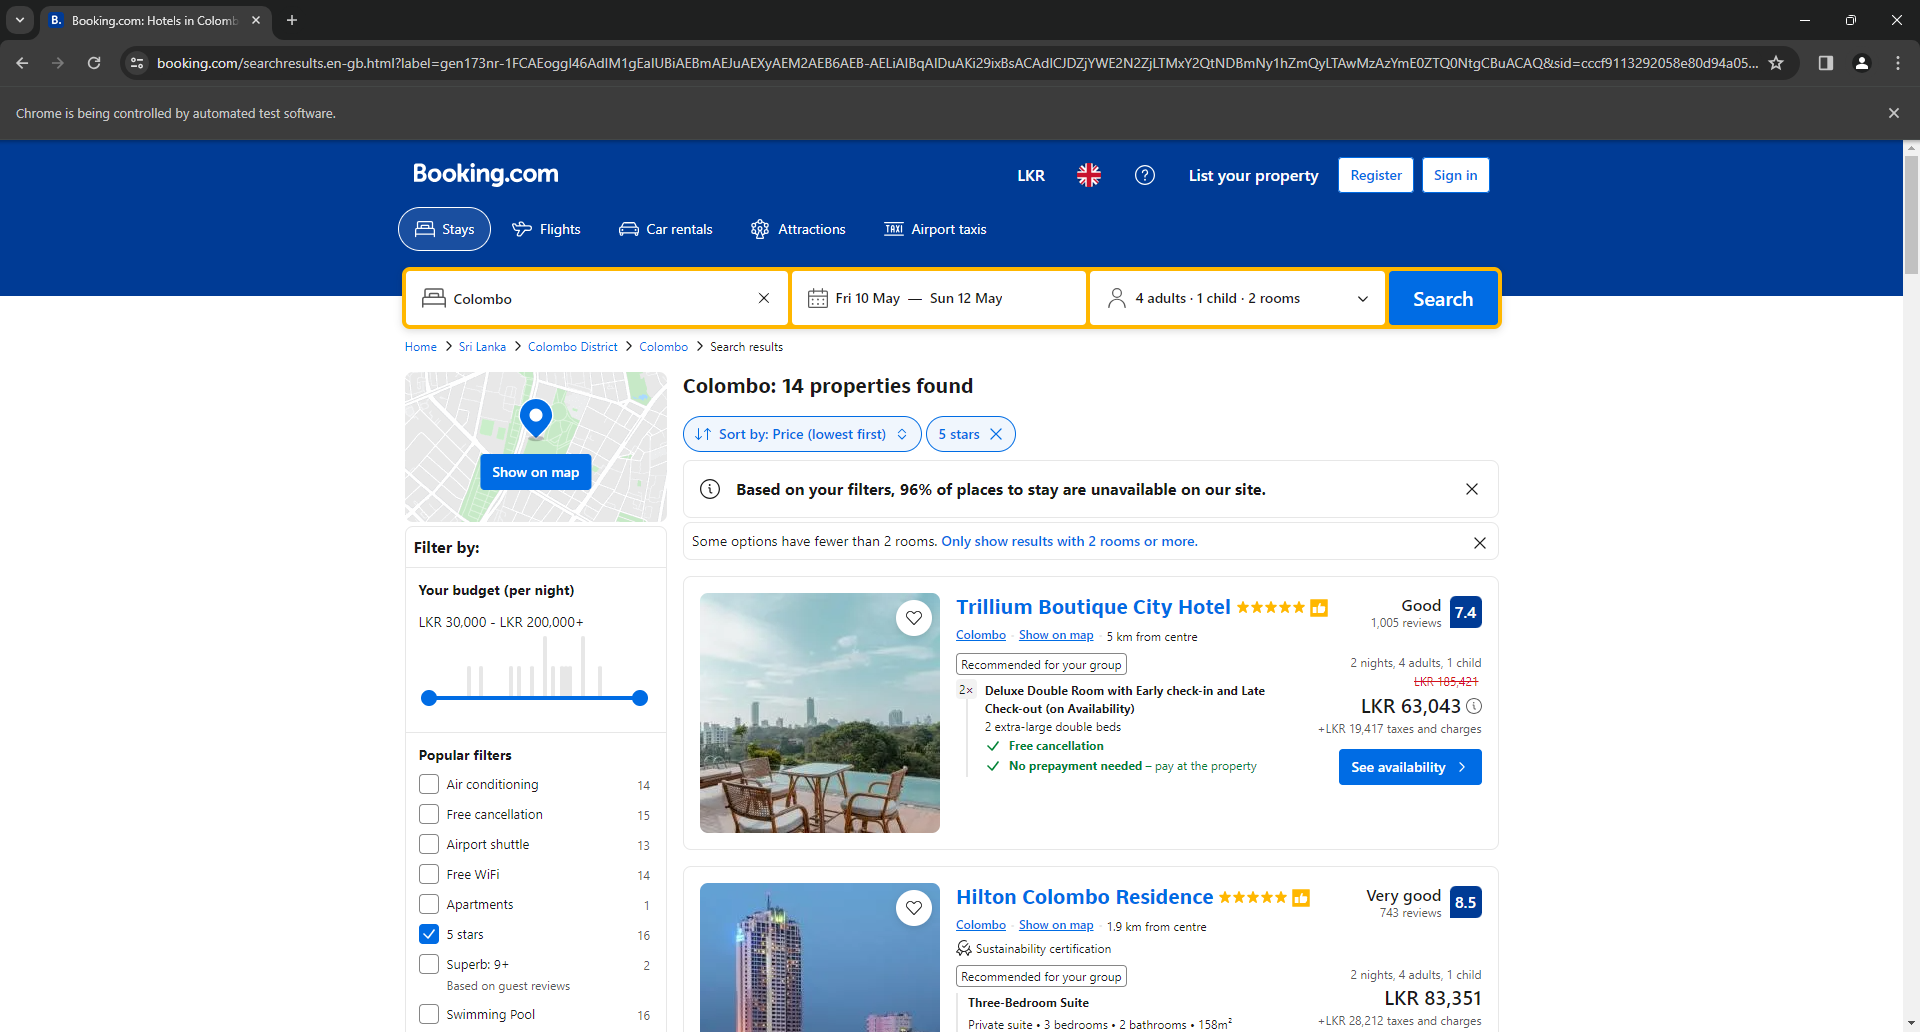 B. Booking.com: Hotels in Colomb
booking.com/searchresults.en-gb.html?label=gen173nr-1FCAEoggI46AdIM1gEaIUBiAEBmAEJuAEXyAEM2AEB6AEB-AELiAIBqAIDuAKi29ixBsACAdICJDZjYWE2N2ZjLTMxY2QtNDBmNy1hZmQyLTAwMzAzYmE0ZTQ0NtgCBuACAQ&sid=cccf9113292058e80d94a05...
Chrome is being controlled by automated test software.
Booking.com
LKR
List your property
Register
Sign in
Stays
Flights
Car rentals
Attractions
TAXI Airport taxis
Colombo
Fri 10 May — Sun 12 May
4 adults · 1 child · 2 rooms
Search
Home > Sri Lanka > Colombo District > Colombo > Search results
Show on map
Filter by:
Your budget (per night)
LKR 30,000 - LKR 200,000+
Popular filters
Air conditioning 14
Free cancellation 15
Airport shuttle 13
Free WiFi 14
Apartments 1
5 stars 16
Superb: 9+ 2
Based on guest reviews
Swimming Pool 16
Colombo: 14 properties found
Sort by: Price (lowest first)
5 stars
Based on your filters, 96% of places to stay are unavailable on our site.
Some options have fewer than 2 rooms. Only show results with 2 rooms or more.
Trillium Boutique City Hotel
Colombo · Show on map · 5 km from centre
Recommended for your group
2× Deluxe Double Room with Early check-in and Late
Check-out (on Availability)
2 extra-large double beds
Free cancellation
No prepayment needed – pay at the property
Good
1,005 reviews
7.4
2 nights, 4 adults, 1 child
LKR 185,421
LKR 63,043
+LKR 19,417 taxes and charges
See availability
Hilton Colombo Residence
Colombo · Show on map · 1.9 km from centre
Sustainability certification
Recommended for your group
Three-Bedroom Suite
Private suite • 3 bedrooms • 2 bathrooms • 158m²
Very good
743 reviews
8.5
2 nights, 4 adults, 1 child
LKR 83,351
+LKR 28,212 taxes and charges